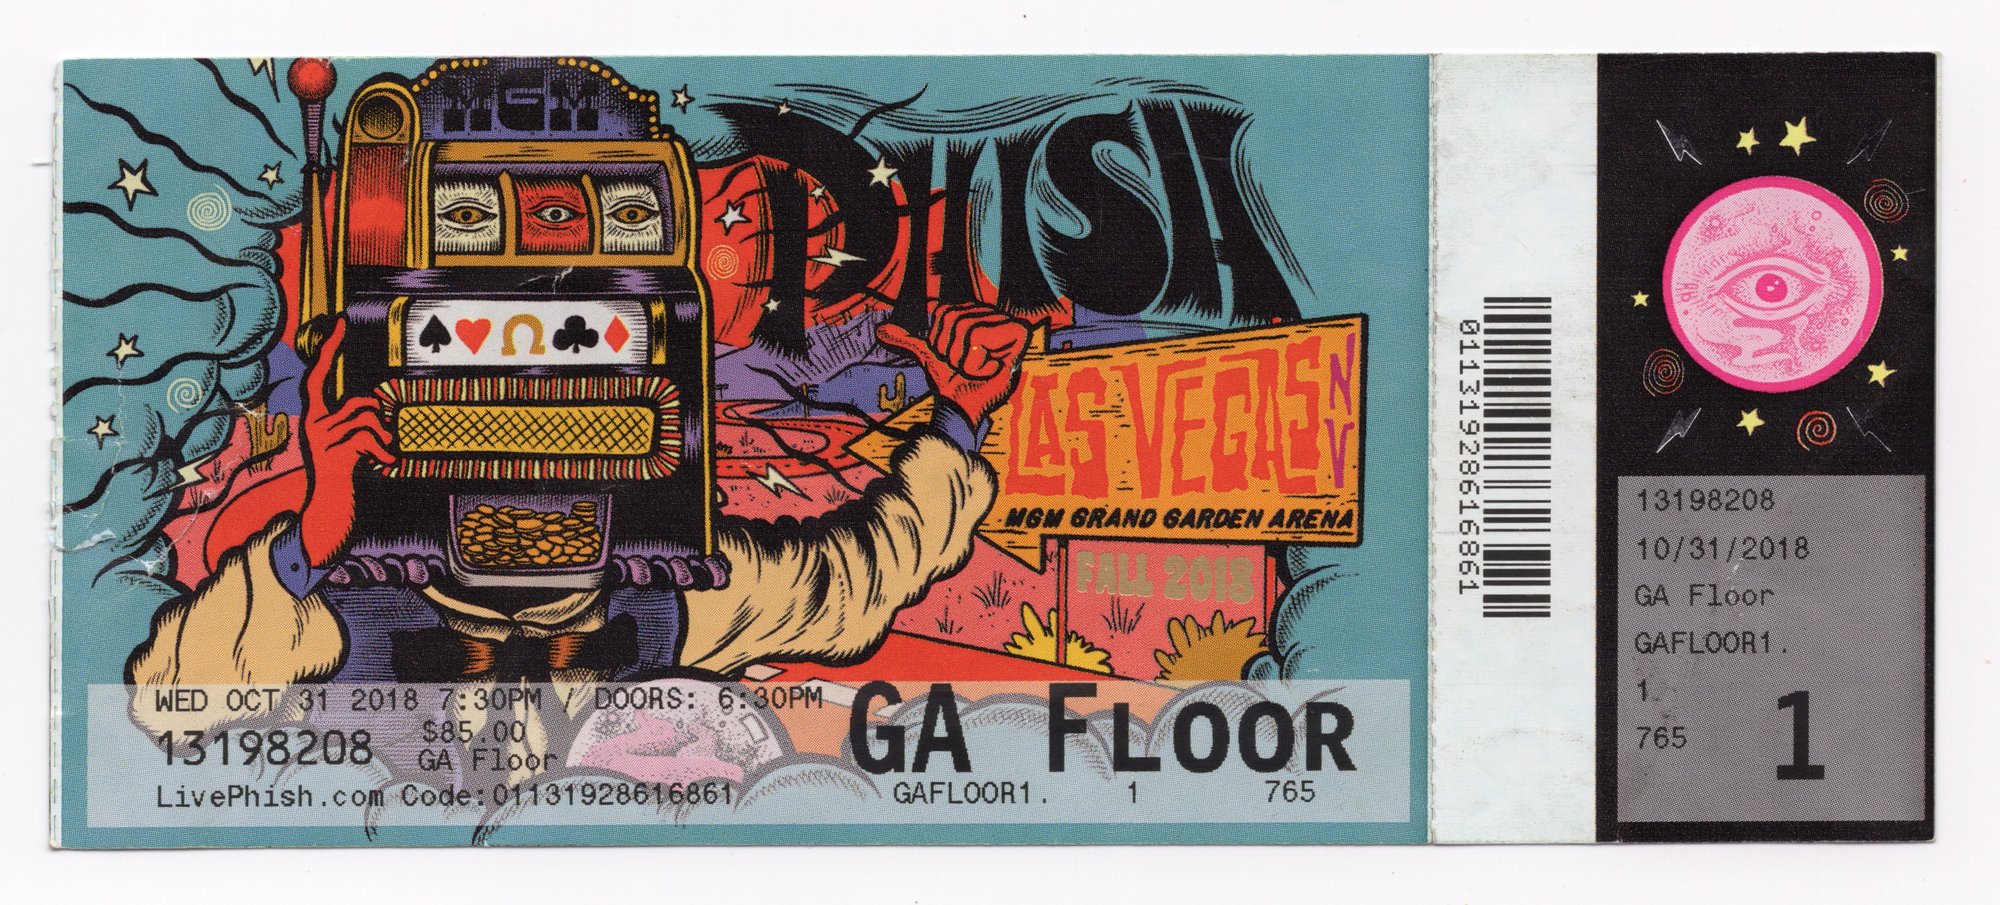 MGM
PHISH
LAS VEGAS NV
MGM GRAND GARDEN ARENA
FALL 2018
WED OCT 31 2018 7:30PM / DOORS: 6:30PM
13198208
$85.00
GA Floor
LivePhish.com Code:01131928616861
GA FLOOR
GAFLOOR1. 1 765
01131928616861
13198208
10/31/2018
GA Floor
GAFLOOR1.
1
765
1